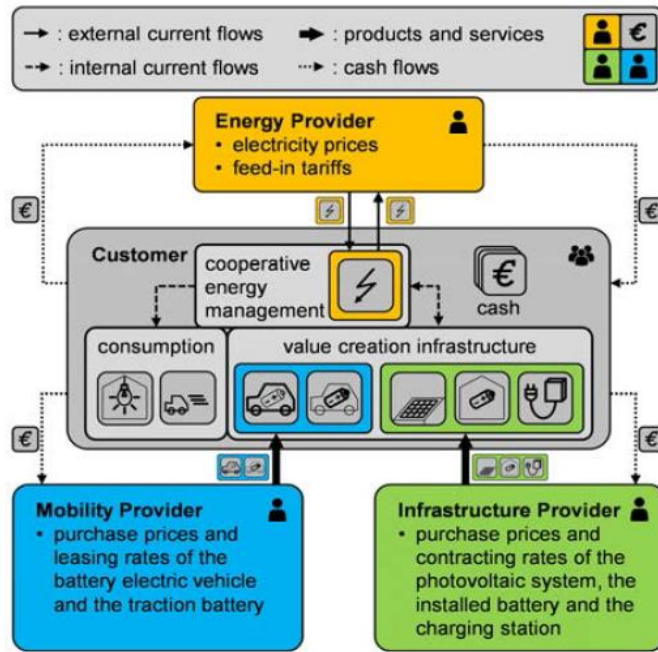 : external current flows
: products and services
€
: internal current flows
: cash flows
Energy Provider
• electricity prices
• feed-in tariffs
€
€
Customer
cooperative
energy
management
€
cash
consumption
value creation infrastructure
€
€
Mobility Provider
• purchase prices and
leasing rates of the
battery electric vehicle
and the traction battery
Infrastructure Provider
• purchase prices and
contracting rates of the
photovoltaic system, the
installed battery and the
charging station